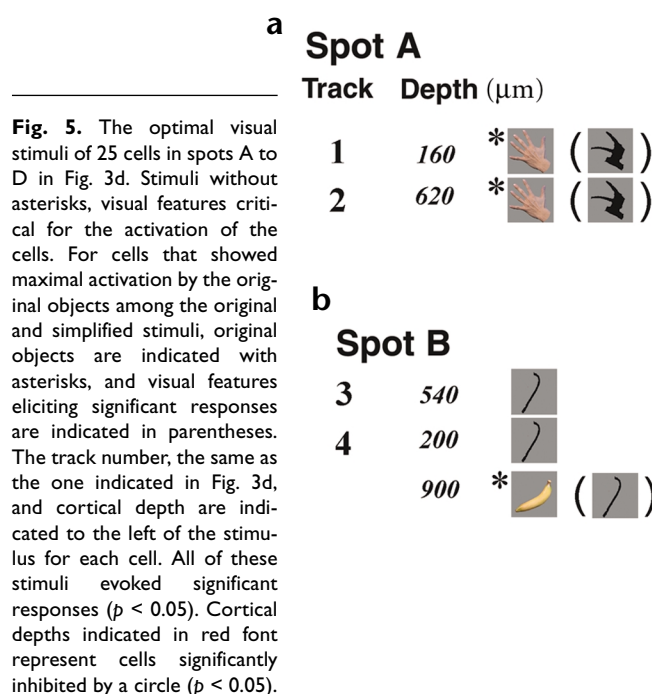 Fig. 5. The optimal visual
stimuli of 25 cells in spots A to
D in Fig. 3d. Stimuli without
asterisks, visual features criti-
cal for the activation of the
cells. For cells that showed
maximal activation by the orig-
inal objects among the original
and simplified stimuli, original
objects are indicated with
asterisks, and visual features
eliciting significant responses
are indicated in parentheses.
The track number, the same as
the one indicated in Fig. 3d,
and cortical depth are indi-
cated to the left of the stimu-
lus for each cell. All of these
stimuli evoked significant
responses (p < 0.05). Cortical
depths indicated in red font
represent cells significantly
inhibited by a circle (p < 0.05).
a
Spot A
Track Depth (μm)
1 160 * ( )
2 620 * ( )
b
Spot B
3 540
4 200
900 * ( )